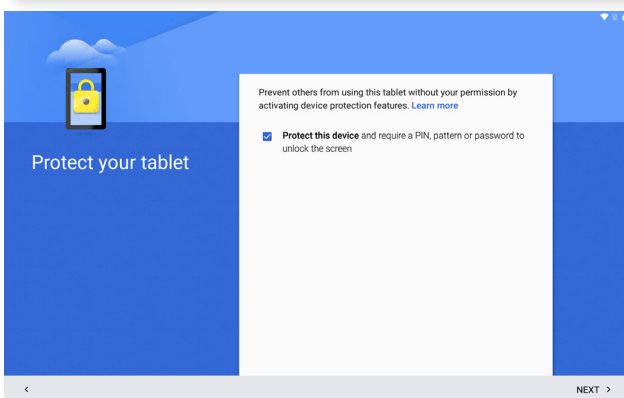 Protect your tablet
Prevent others from using this tablet without your permission by
activating device protection features. Learn more
Protect this device and require a PIN, pattern or password to
unlock the screen
NEXT